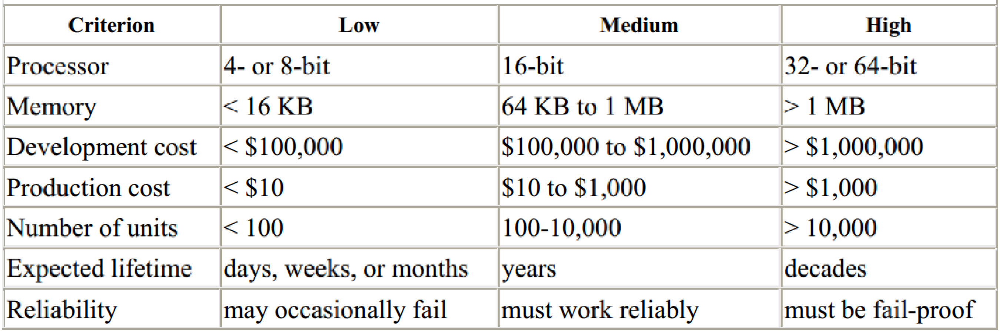 Criterion Low Medium High
Processor 4- or 8-bit 16-bit 32- or 64-bit
Memory < 16 KB 64 KB to 1 MB > 1 MB
Development cost < $100,000 $100,000 to $1,000,000 > $1,000,000
Production cost < $10 $10 to $1,000 > $1,000
Number of units < 100 100-10,000 > 10,000
Expected lifetime days, weeks, or months years decades
Reliability may occasionally fail must work reliably must be fail-proof